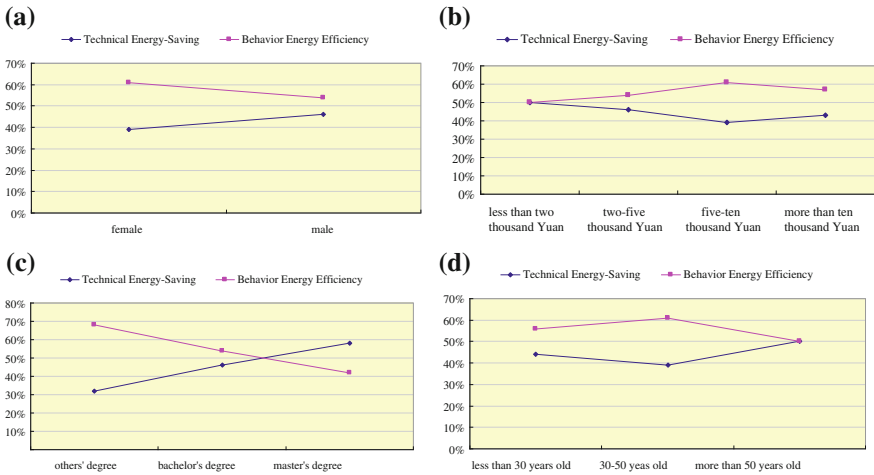 (a)
Technical Energy-Saving Behavior Energy Efficiency
70%
60%
50%
40%
30%
20%
10%
0%
female male
(b)
Technical Energy-Saving Behavior Energy Efficiency
70%
60%
50%
40%
30%
20%
10%
0%
less than two two-five five-ten more than ten
thousand Yuan thousand Yuan thousand Yuan thousand Yuan
(c)
Technical Energy-Saving Behavior Energy Efficiency
80%
70%
60%
50%
40%
30%
20%
10%
others' degree bachelor's degree master's degree
(d)
Technical Energy-Saving Behavior Energy Efficiency
70%
60%
50%
40%
30%
20%
10%
0%
less than 30 years old 30-50 yeas old more than 50 years old